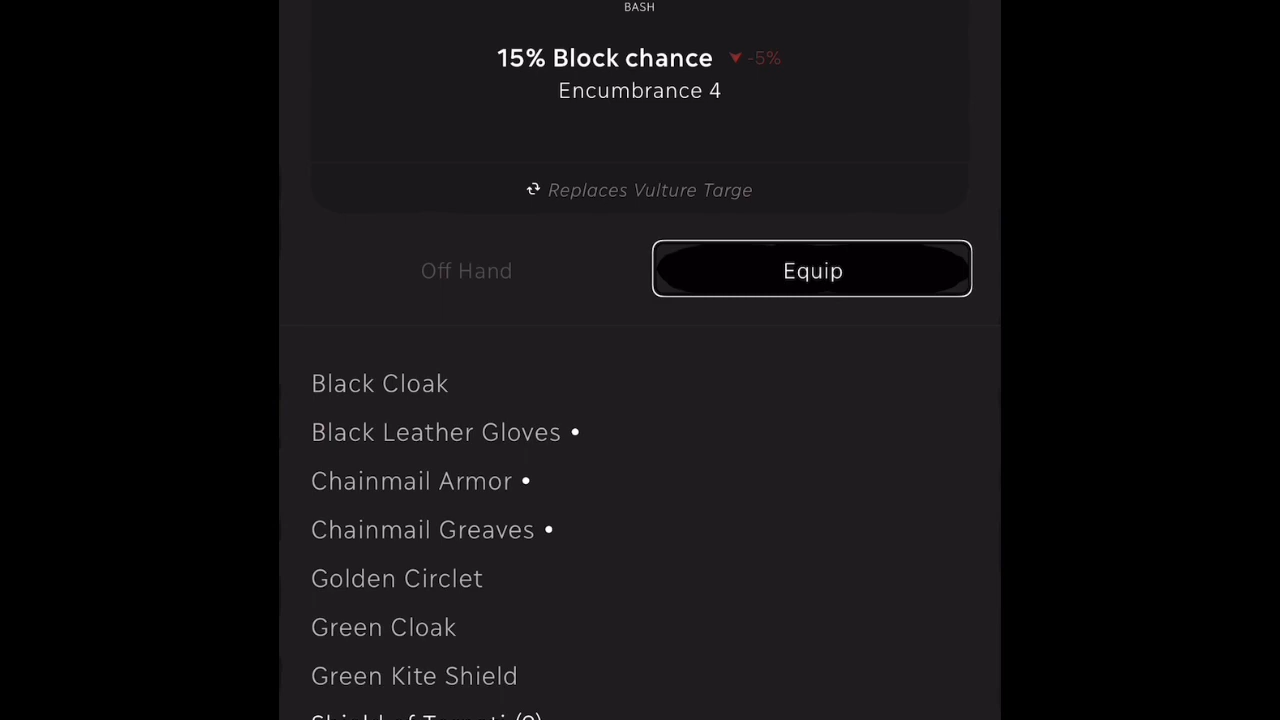 BASH
15% Block chance -5%
Encumbrance 4
Replaces Vulture Targe
Off Hand Equip
Black Cloak
Black Leather Gloves •
Chainmail Armor •
Chainmail Greaves •
Golden Circlet
Green Cloak
Green Kite Shield